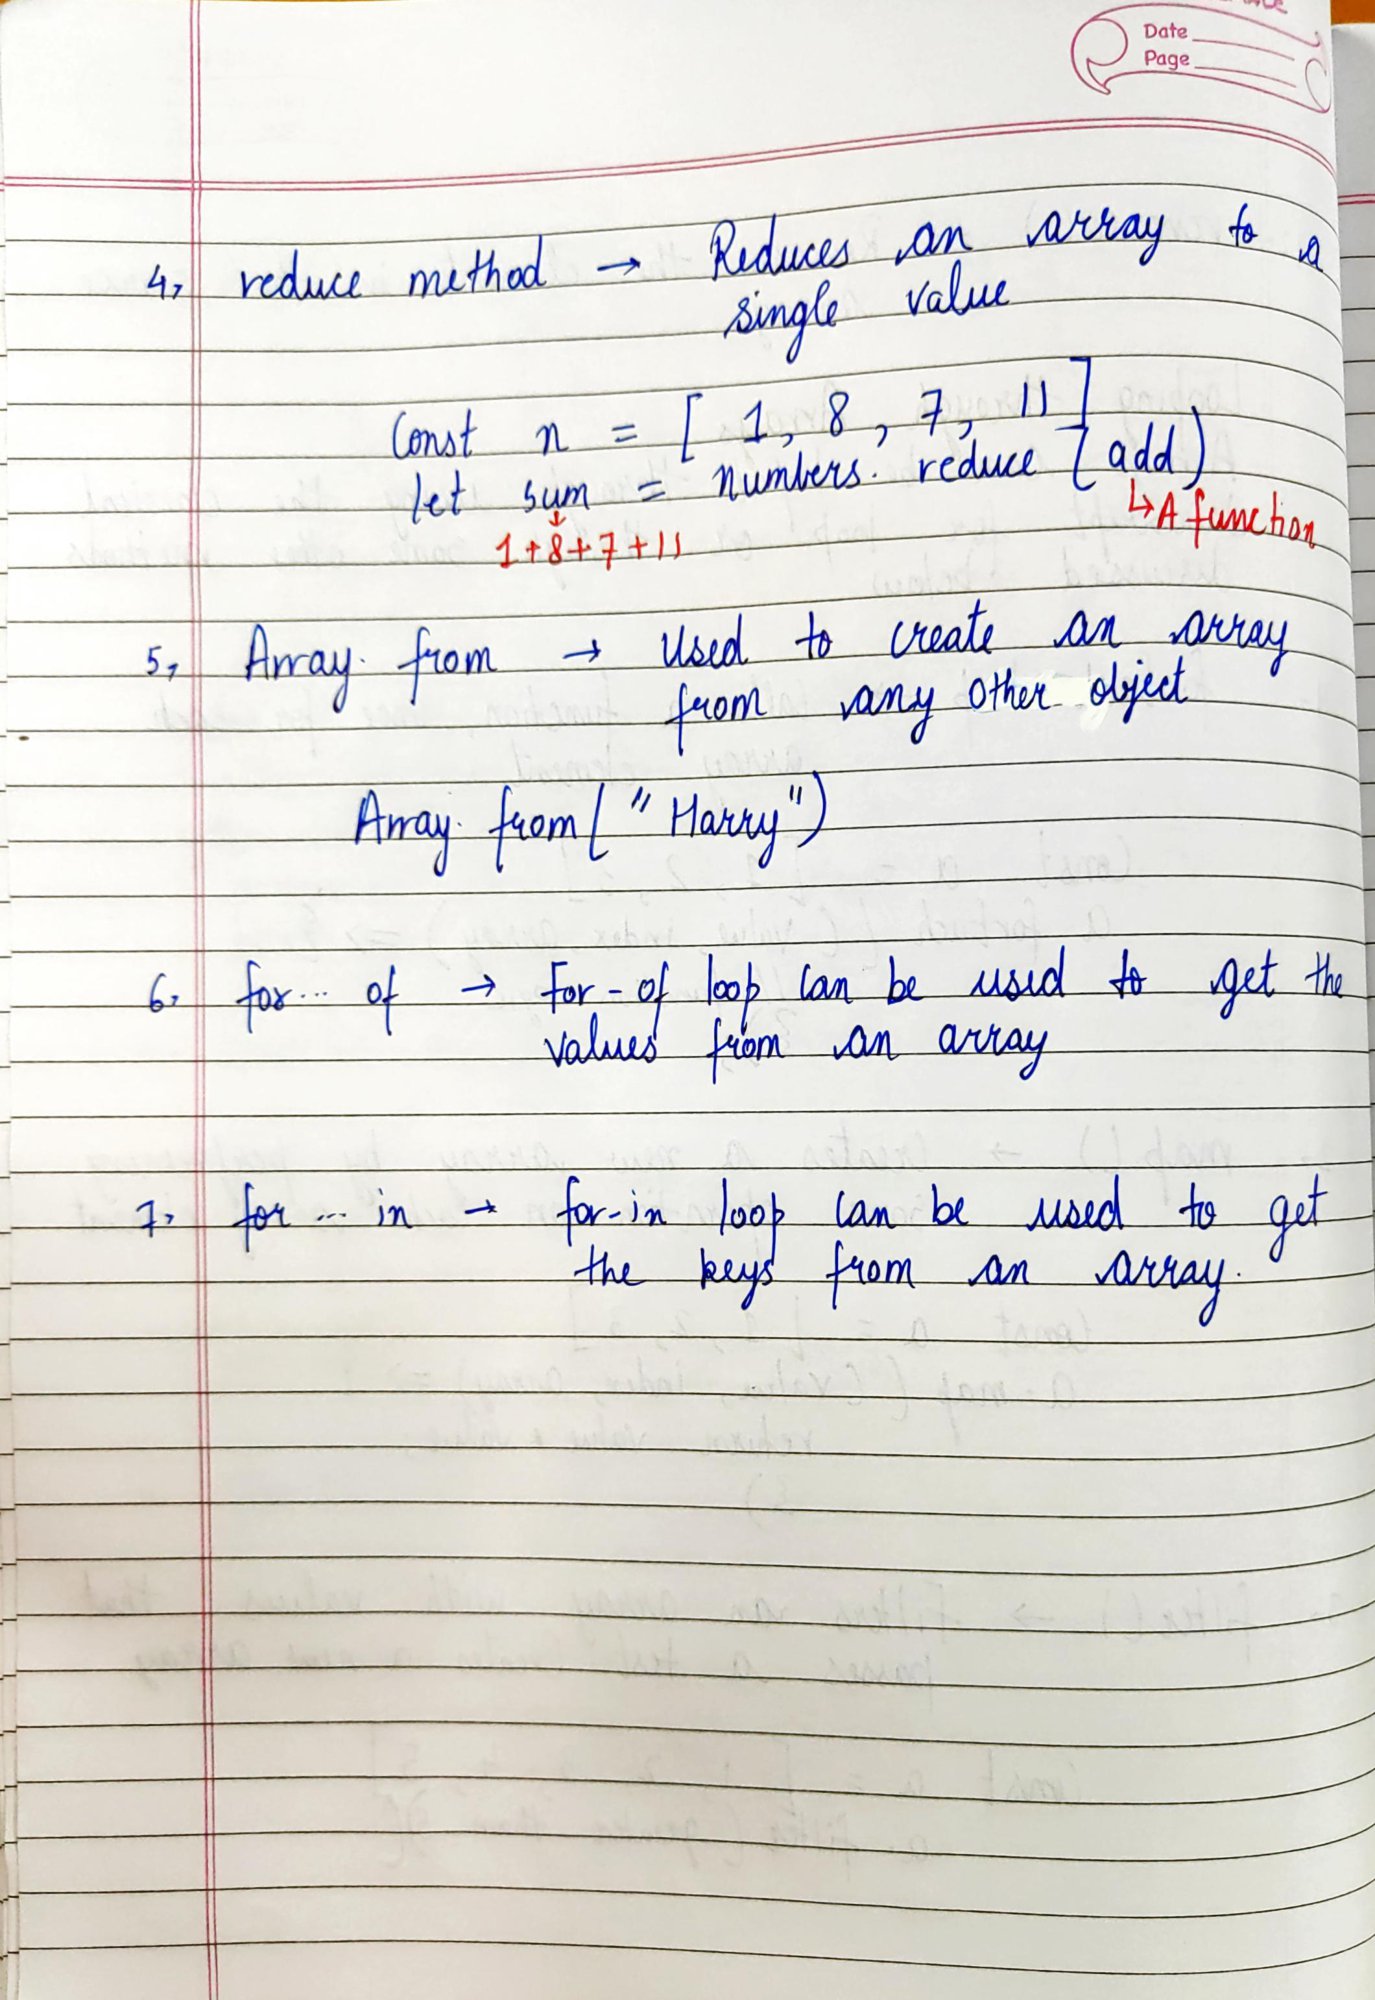 Date
Page
4, reduce method → Reduces an array to a
single value
Const n = [ 1, 8, 7, 11 ]
let sum = numbers. reduce (add)
↳ A function
↓
1+8+7+11
5, Array. from → Used to create an array
from any other object
Array. from ( "Harry")
6, for... of → For-of loop can be used to get the
values from an array
7, for ... in → for-in loop can be used to get
the keys from an array.